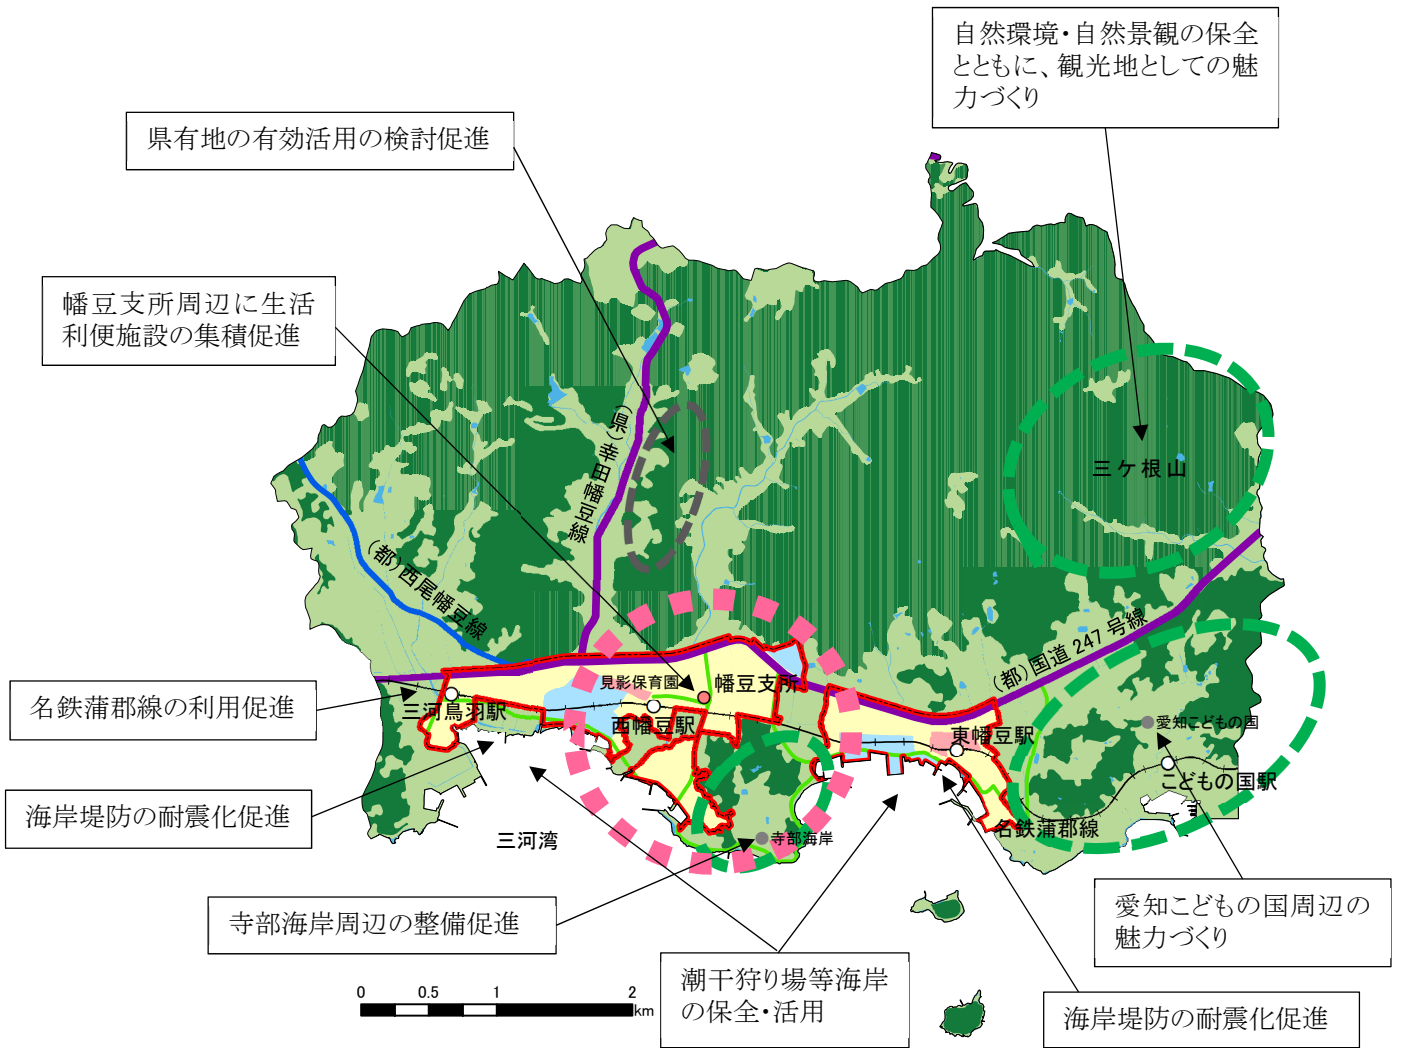 自然環境・自然景観の保全
とともに、観光地としての魅
力づくり
県有地の有効活用の検討促進
幡豆支所周辺に生活
利便施設の集積促進
(県)幸田幡豆線
三ケ根山
(都)西尾幡豆線
(都)国道247号線
名鉄蒲郡線の利用促進
三河鳥羽駅
見影保育園
幡豆支所
西幡豆駅
東幡豆駅
愛知こどもの国
こどもの国駅
海岸堤防の耐震化促進
三河湾
寺部海岸
名鉄蒲郡線
寺部海岸周辺の整備促進
愛知こどもの国周辺の
魅力づくり
潮干狩り場等海岸
の保全・活用
海岸堤防の耐震化促進
0 0.5 1 2
km